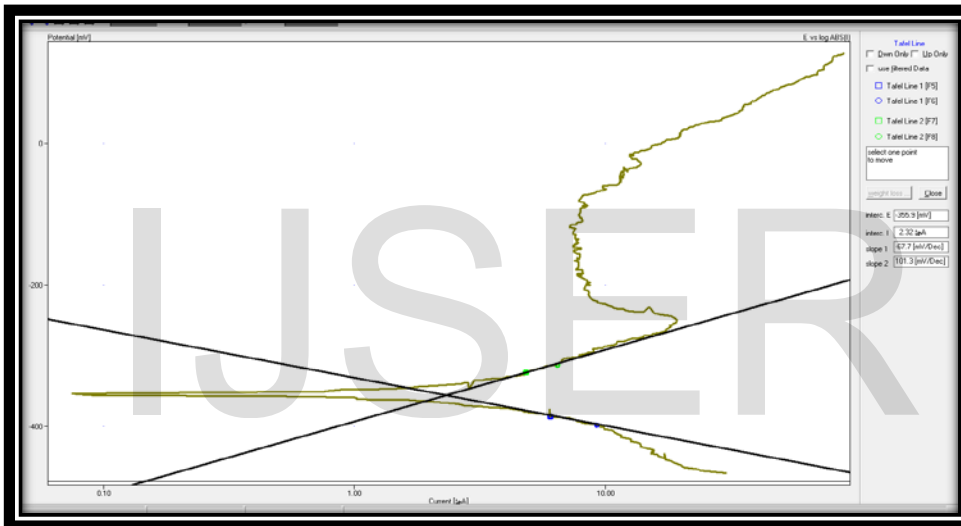 Potential [mV]
E vs log ABS(I)
0
-200
-400
0.10
1.00
10.00
Current [µA]
Tafel Line
Dwn Only
Up Only
use filtered Data
Tafel Line 1 [F5]
Tafel Line 1 [F6]
Tafel Line 2 [F7]
Tafel Line 2 [F8]
select one point
to move
weight loss...
Close
interc. E
-355.9 [mV]
interc. I
2.32 µA
slope 1
-67.7 [mV/Dec]
slope 2
101.3 [mV/Dec]
IJSER